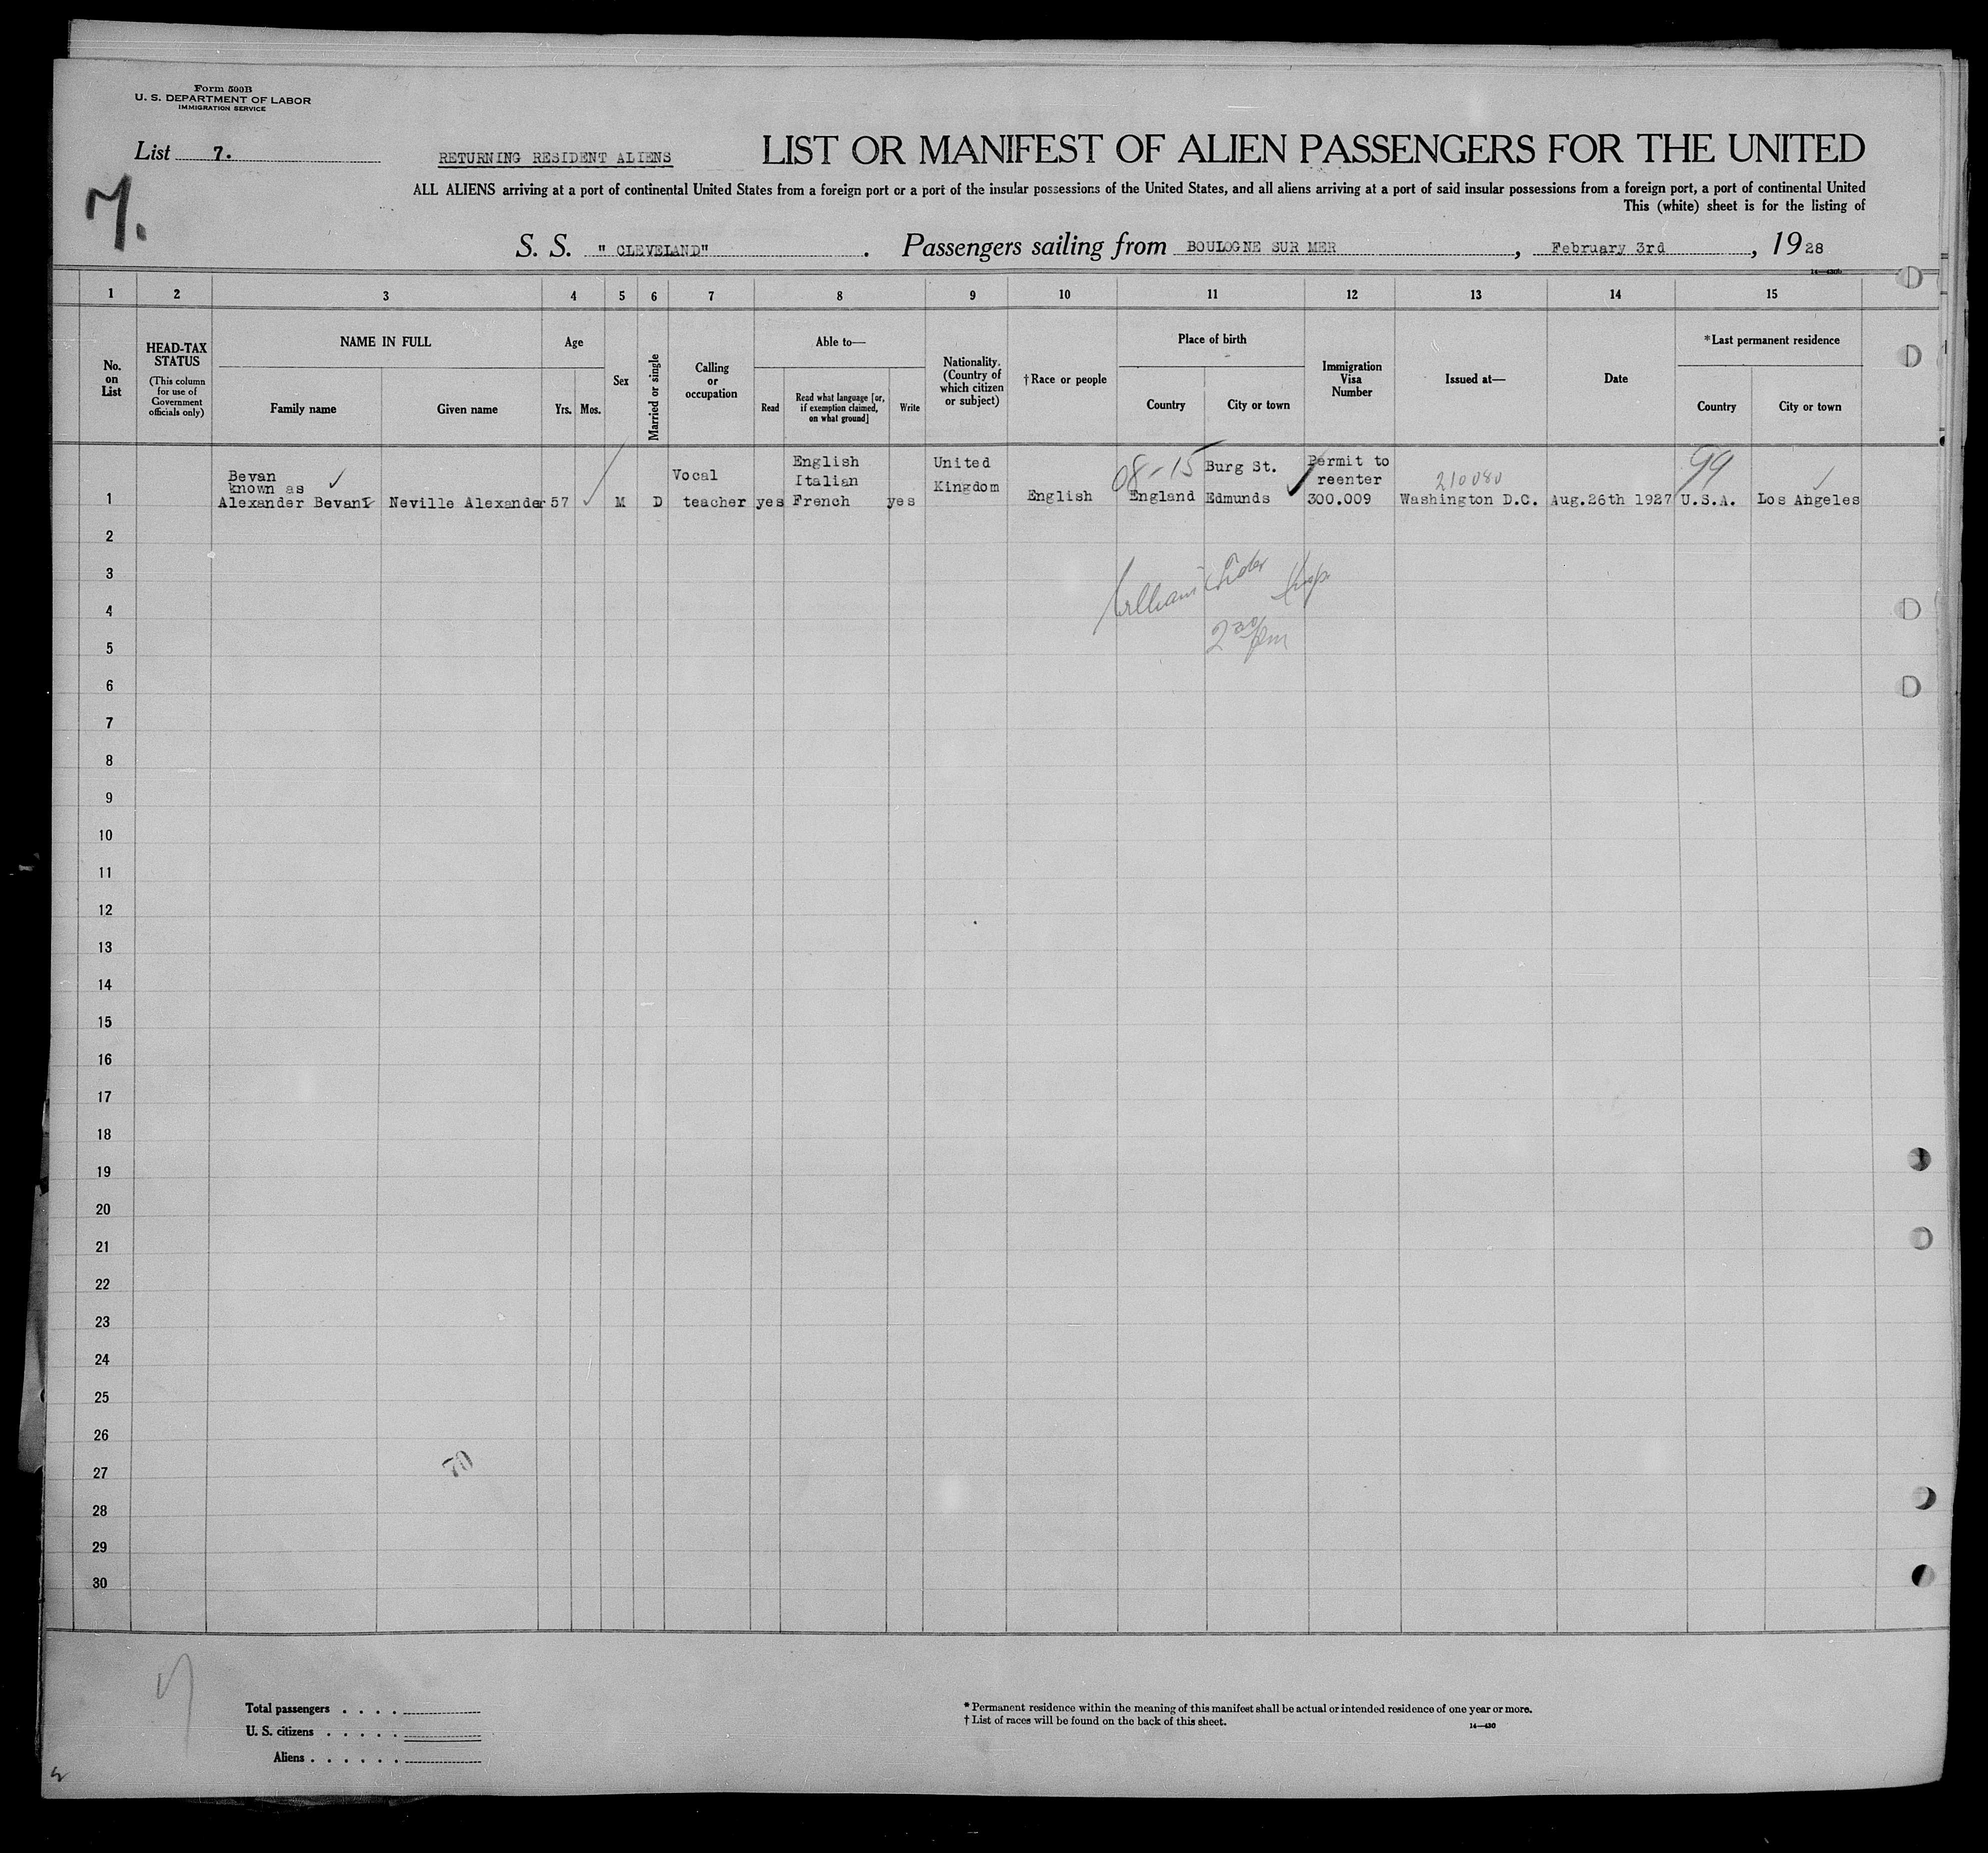 Form 500B
U. S. DEPARTMENT OF LABOR
IMMIGRATION SERVICE
List 7.
RETURNING RESIDENT ALIENS
LIST OR MANIFEST OF ALIEN PASSENGERS FOR THE UNITED
7.
ALL ALIENS arriving at a port of continental United States from a foreign port or a port of the insular possessions of the United States, and all aliens arriving at a port of said insular possessions from a foreign port, a port of continental United
This (white) sheet is for the listing of
S. S. " CLEVELAND" . Passengers sailing from BOULOGNE SUR MER , February 3rd , 1928
1 2 3 4 5 6 7 8 9 10 11 12 13 14 15
No. on List
HEAD-TAX STATUS
(This column for use of Government officials only)
NAME IN FULL
Family name
Given name
Age
Yrs.
Mos.
Sex
Married or single
Calling or occupation
Able to—
Read
Read what language [or, if exemption claimed, on what ground]
Write
Nationality. (Country of which citizen or subject)
†Race or people
Place of birth
Country
City or town
Immigration Visa Number
Issued at—
Date
*Last permanent residence
Country
City or town
1
Bevan
known as
Alexander Bevani
Neville Alexander
57
M
D
Vocal
teacher
yes
English
Italian
French
yes
United
Kingdom
English
08-15
England
Burg St.
Edmunds
Permit to
reenter
300.009
210080
Washington D.C.
Aug.26th 1927
99
U.S.A.
Los Angeles
2
3
4
5
2 30 pm
6
7
8
9
10
11
12
13
14
15
16
17
18
19
20
21
22
23
24
25
26
27
70
28
29
30
7
Total passengers . . . .
U. S. citizens . . . . .
Aliens . . . . . .
* Permanent residence within the meaning of this manifest shall be actual or intended residence of one year or more.
† List of races will be found on the back of this sheet.
14—430